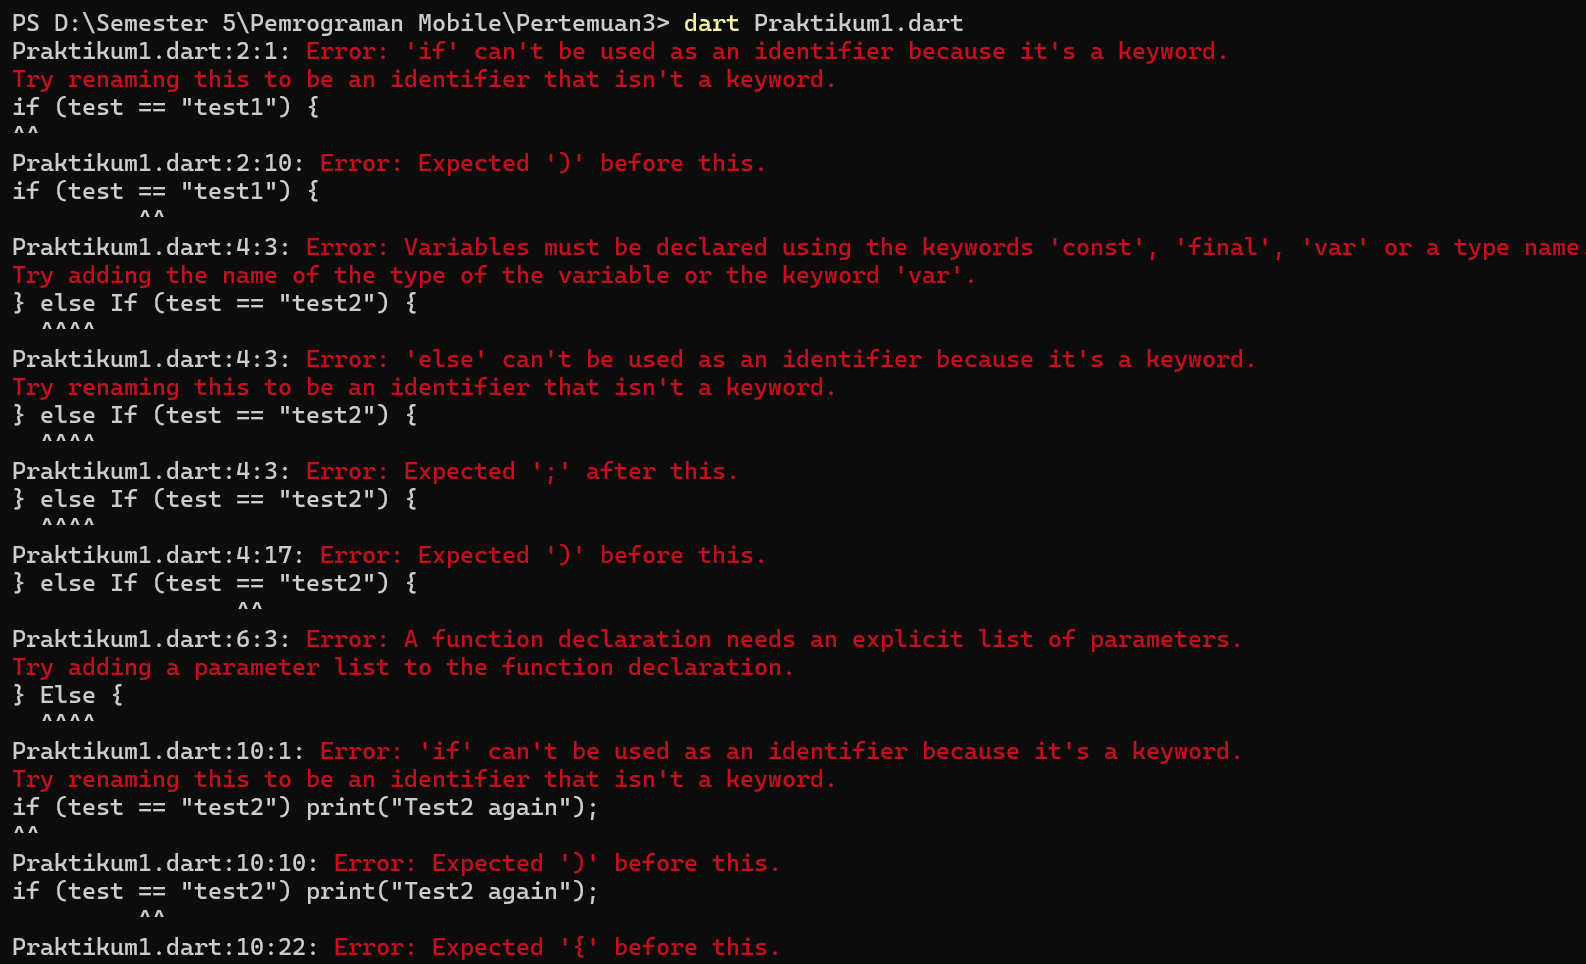 PS D:\Semester 5\Pemrograman Mobile\Pertemuan3> dart Praktikum1.dart
Praktikum1.dart:2:1: Error: 'if' can't be used as an identifier because it's a keyword.
Try renaming this to be an identifier that isn't a keyword.
if (test == "test1") {
^^
Praktikum1.dart:2:10: Error: Expected ')' before this.
if (test == "test1") {
         ^^
Praktikum1.dart:4:3: Error: Variables must be declared using the keywords 'const', 'final', 'var' or a type name
Try adding the name of the type of the variable or the keyword 'var'.
} else If (test == "test2") {
  ^^^^
Praktikum1.dart:4:3: Error: 'else' can't be used as an identifier because it's a keyword.
Try renaming this to be an identifier that isn't a keyword.
} else If (test == "test2") {
  ^^^^
Praktikum1.dart:4:3: Error: Expected ';' after this.
} else If (test == "test2") {
  ^^^^
Praktikum1.dart:4:17: Error: Expected ')' before this.
} else If (test == "test2") {
                ^^
Praktikum1.dart:6:3: Error: A function declaration needs an explicit list of parameters.
Try adding a parameter list to the function declaration.
} Else {
  ^^^^
Praktikum1.dart:10:1: Error: 'if' can't be used as an identifier because it's a keyword.
Try renaming this to be an identifier that isn't a keyword.
if (test == "test2") print("Test2 again");
^^
Praktikum1.dart:10:10: Error: Expected ')' before this.
if (test == "test2") print("Test2 again");
         ^^
Praktikum1.dart:10:22: Error: Expected '{' before this.